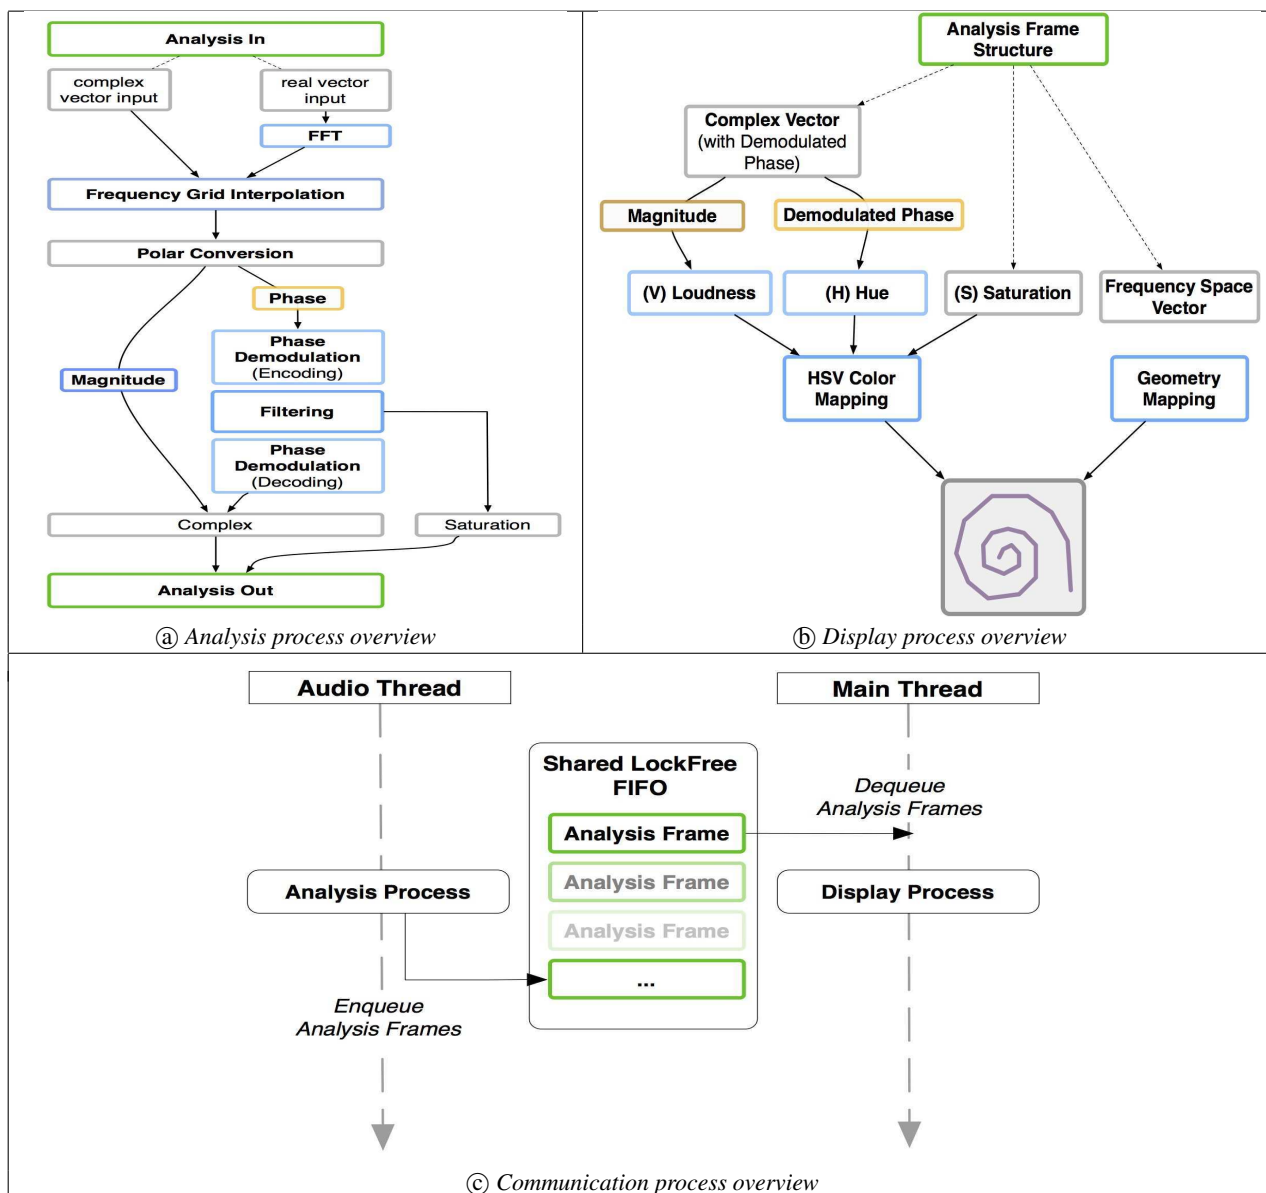 Analysis In
complex
vector input
real vector
input
FFT
Frequency Grid Interpolation
Polar Conversion
Phase
Phase
Demodulation
(Encoding)
Magnitude
Filtering
Phase
Demodulation
(Decoding)
Complex
Saturation
Analysis Out
ⓐ Analysis process overview
Analysis Frame
Structure
Complex Vector
(with Demodulated
Phase)
Magnitude
Demodulated Phase
(V) Loudness
(H) Hue
(S) Saturation
Frequency Space
Vector
HSV Color
Mapping
Geometry
Mapping
ⓑ Display process overview
Audio Thread
Main Thread
Shared LockFree
FIFO
Dequeue
Analysis Frames
Analysis Frame
Analysis Frame
Analysis Frame
...
Analysis Process
Display Process
Enqueue
Analysis Frames
ⓒ Communication process overview